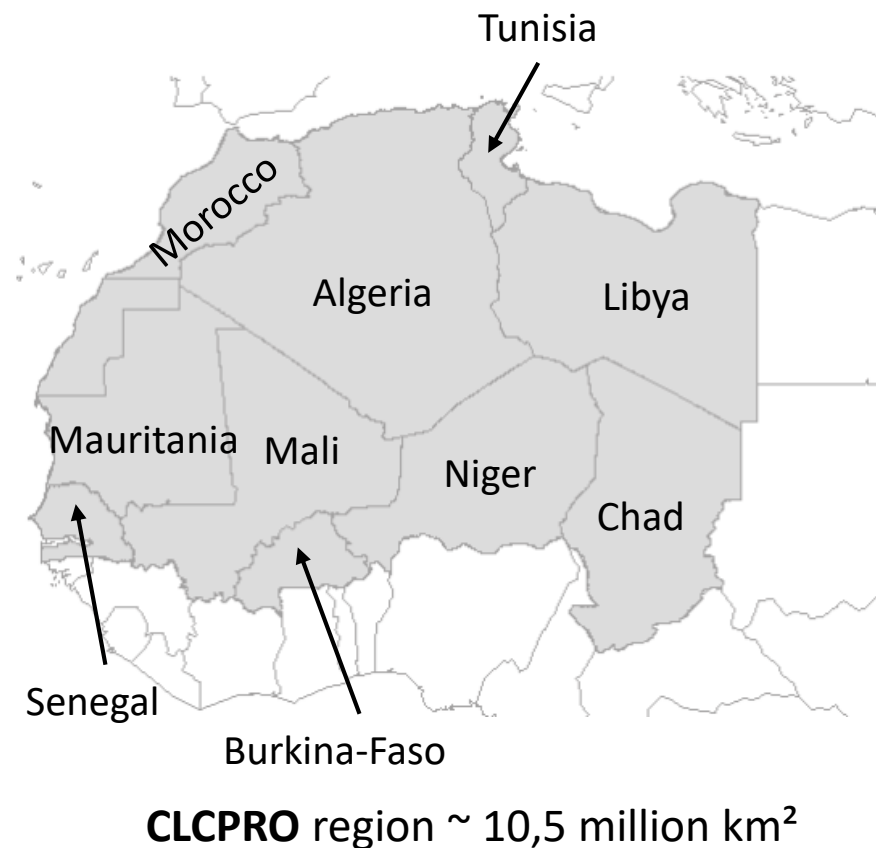 Tunisia
Morocco
Algeria
Libya
Mauritania
Mali
Niger
Chad
Senegal
Burkina-Faso
CLCPRO region ~ 10,5 million km²